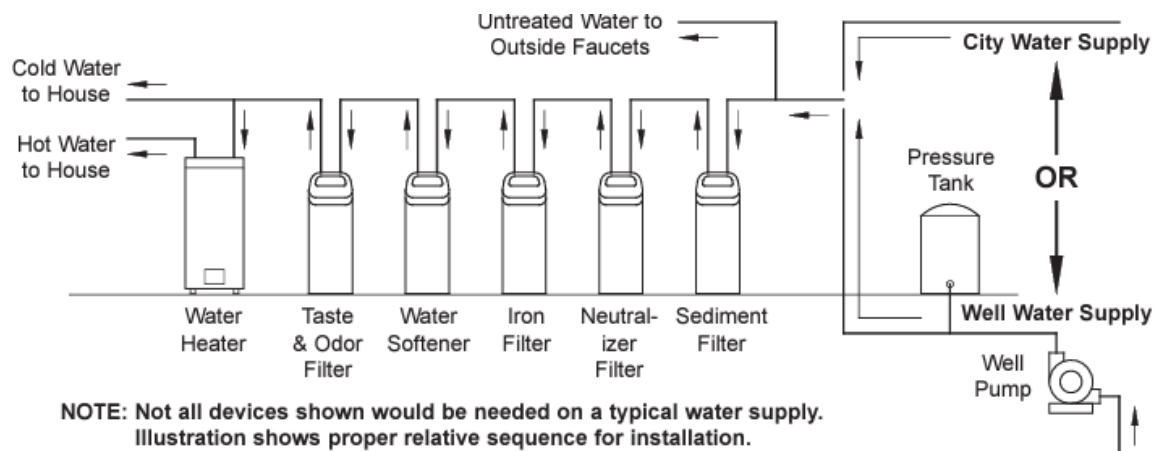 Untreated Water to
Outside Faucets
City Water Supply
Cold Water
to House
Hot Water
to House
Pressure
Tank
OR
Well Water Supply
Water
Heater
Taste
& Odor
Filter
Water
Softener
Iron
Filter
Neutral-
izer
Filter
Sediment
Filter
Well
Pump
NOTE: Not all devices shown would be needed on a typical water supply.
Illustration shows proper relative sequence for installation.